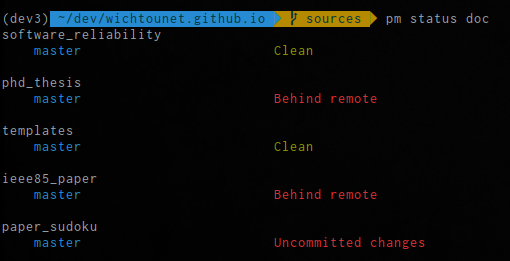 (dev3) ~/dev/wichtounet.github.io sources pm status doc
software_reliability
master Clean
phd_thesis
master Behind remote
templates
master Clean
ieee85_paper
master Behind remote
paper_sudoku
master Uncommitted changes